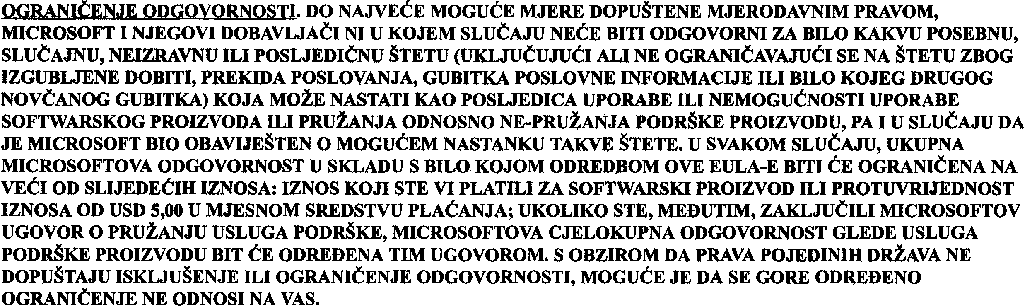 OGRANIČENJE ODGOVORNOSTI. DO NAJVEĆE MOGUĆE MJERE DOPUŠTENE MJERODAVNIM PRAVOM,
MICROSOFT I NJEGOVI DOBAVLJAČI NI U KOJEM SLUČAJU NEĆE BITI ODGOVORNI ZA BILO KAKVU POSEBNU,
SLUČAJNU, NEIZRAVNU ILI POSLJEDIČNU ŠTETU (UKLJUČUJUĆI ALI NE OGRANIČAVAJUĆI SE NA ŠTETU ZBOG
IZGUBLJENE DOBITI, PREKIDA POSLOVANJA, GUBITKA POSLOVNE INFORMACIJE ILI BILO KOJEG DRUGOG
NOVČANOG GUBITKA) KOJA MOŽE NASTATI KAO POSLJEDICA UPORABE ILI NEMOGUĆNOSTI UPORABE
SOFTWARSKOG PROIZVODA ILI PRUŽANJA ODNOSNO NE-PRUŽANJA PODRŠKE PROIZVODU, PA I U SLUČAJU DA
JE MICROSOFT BIO OBAVIJEŠTEN O MOGUĆEM NASTANKU TAKVE ŠTETE. U SVAKOM SLUČAJU, UKUPNA
MICROSOFTOVA ODGOVORNOST U SKLADU S BILO KOJOM ODREDBOM OVE EULA-E BITI ĆE OGRANIČENA NA
VEĆI OD SLIJEDEĆIH IZNOSA: IZNOS KOJI STE VI PLATILI ZA SOFTWARSKI PROIZVOD ILI PROTUVRIJEDNOST
IZNOSA OD USD 5,00 U MJESNOM SREDSTVU PLAĆANJA; UKOLIKO STE, MEĐUTIM, ZAKLJUČILI MICROSOFTOV
UGOVOR O PRUŽANJU USLUGA PODRŠKE, MICROSOFTOVA CJELOKUPNA ODGOVORNOST GLEDE USLUGA
PODRŠKE PROIZVODU BIT ĆE ODREĐENA TIM UGOVOROM. S OBZIROM DA PRAVA POJEDINIH DRŽAVA NE
DOPUŠTAJU ISKLJUŠENJE ILI OGRANIČENJE ODGOVORNOSTI, MOGUĆE JE DA SE GORE ODREĐENO
OGRANIČENJE NE ODNOSI NA VAS.